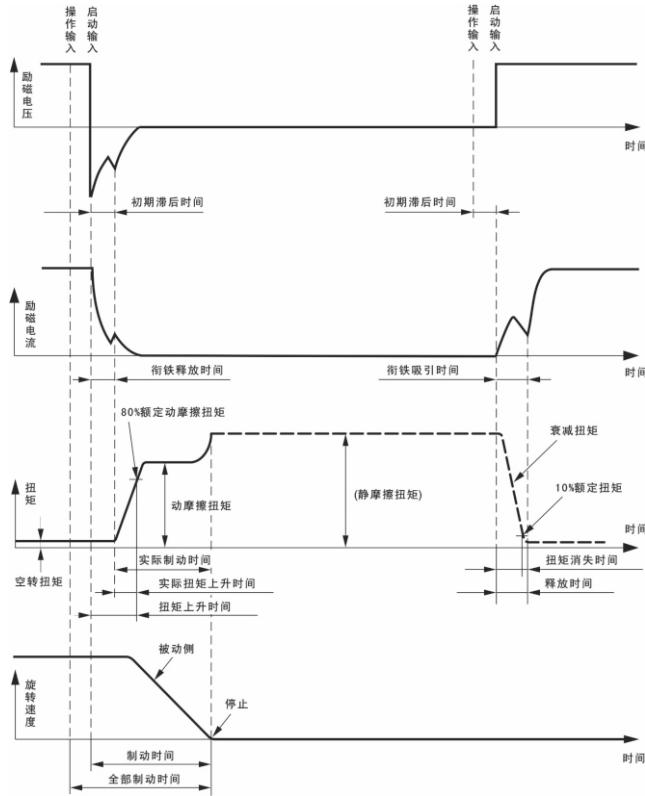 操作输入
启动输入
操作输入
启动输入
励磁电压
时间
初期滞后时间
初期滞后时间
励磁电流
时间
衔铁释放时间
衔铁吸引时间
80%额定动摩擦扭矩
衰减扭矩
扭矩
动摩擦扭矩
(静摩擦扭矩)
10%额定扭矩
时间
空转扭矩
实际制动时间
扭矩消失时间
实际扭矩上升时间
释放时间
扭矩上升时间
被动侧
旋转速度
停止
时间
制动时间
全部制动时间